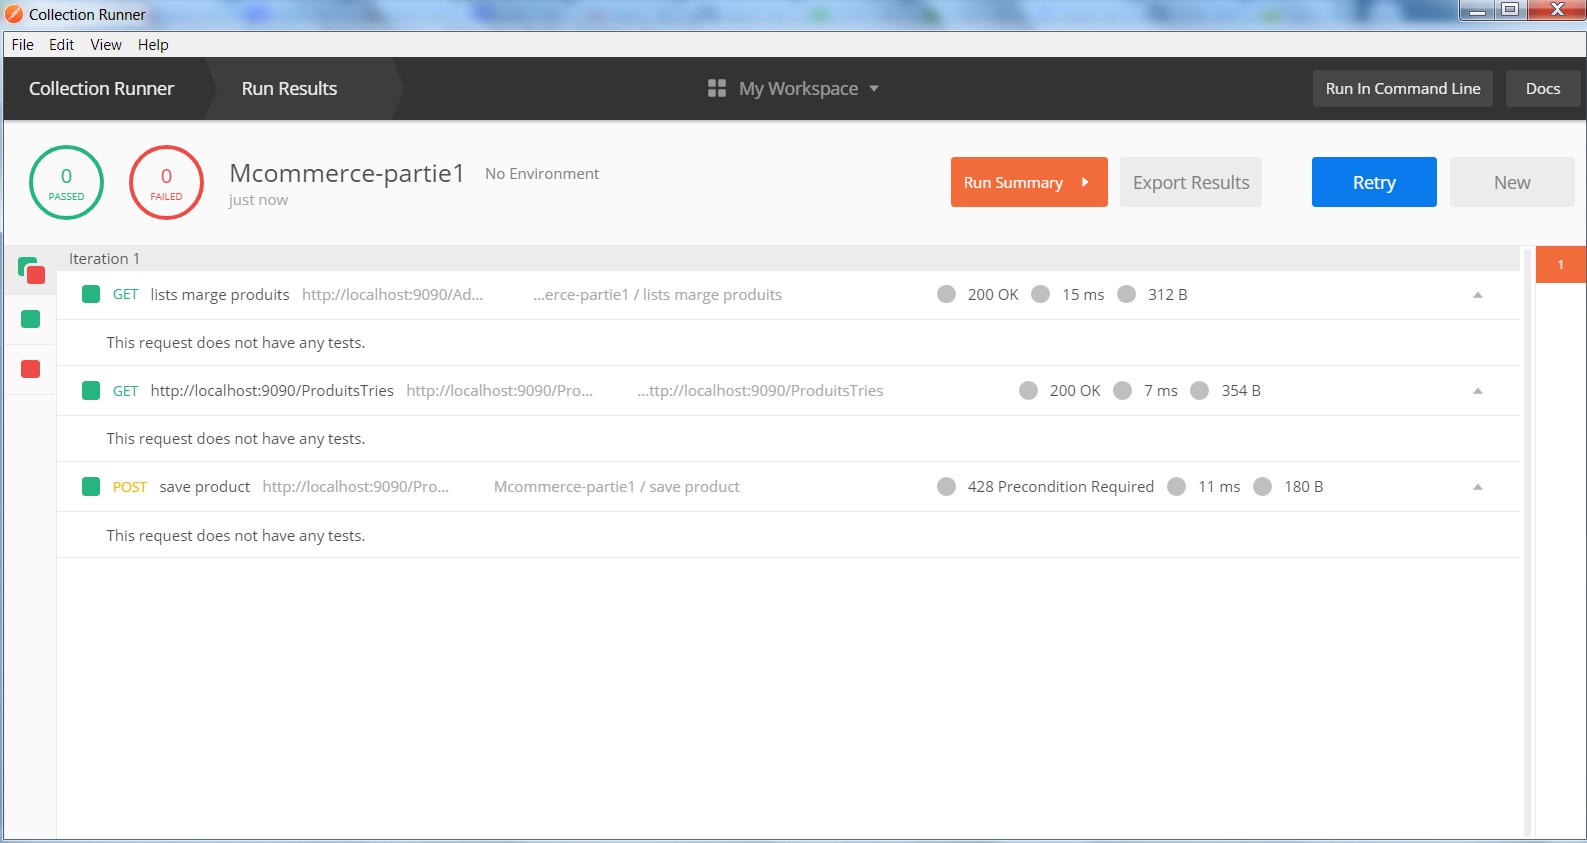 Collection Runner
File Edit View Help
Collection Runner Run Results My Workspace Run In Command Line Docs
0 PASSED
0 FAILED
Mcommerce-partie1 No Environment
just now
Run Summary Export Results Retry New
Iteration 1
1
GET lists marge produits http://localhost:9090/Ad... ...erce-partie1 / lists marge produits 200 OK 15 ms 312 B
This request does not have any tests.
GET http://localhost:9090/ProduitsTries http://localhost:9090/Pro... ...ttp://localhost:9090/ProduitsTries 200 OK 7 ms 354 B
This request does not have any tests.
POST save product http://localhost:9090/Pro... Mcommerce-partie1 / save product 428 Precondition Required 11 ms 180 B
This request does not have any tests.